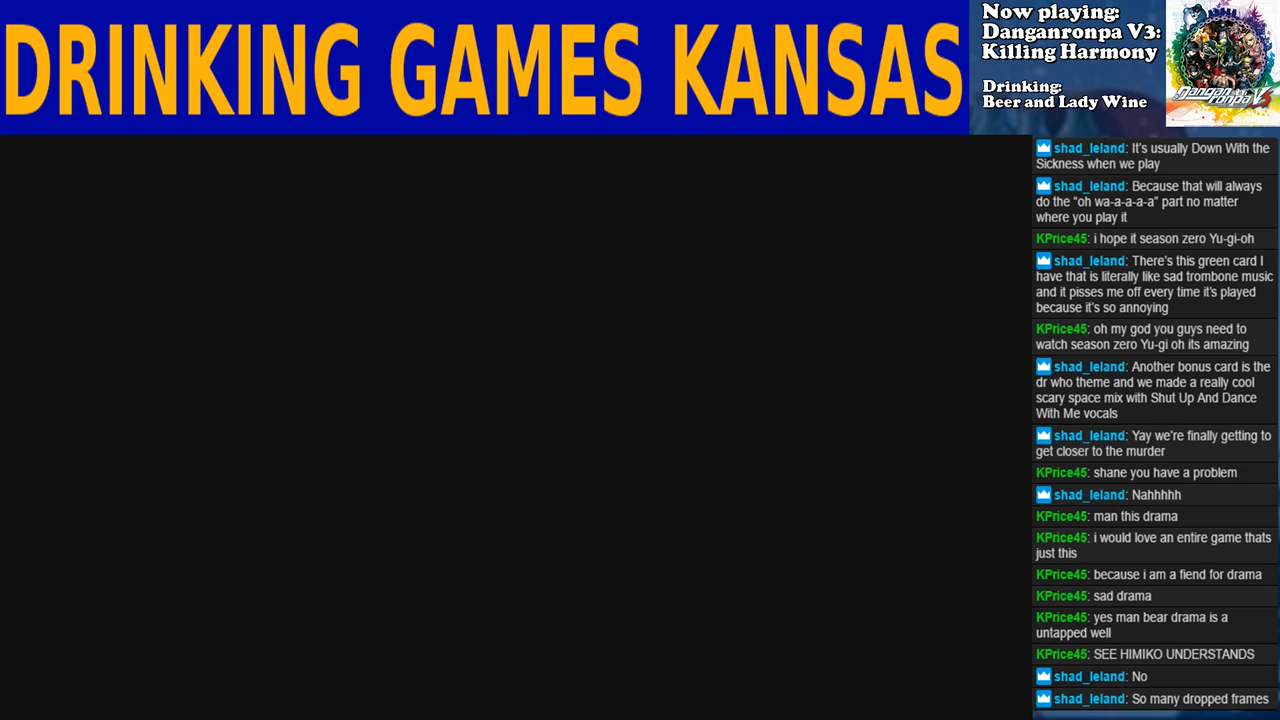 DRINKING GAMES KANSAS
Now playing:
Danganronpa V3:
Killing Harmony
Drinking:
Beer and Lady Wine
danganronpa V3
shad_leland: It's usually Down With the
Sickness when we play
shad_leland: Because that will always
do the “oh wa-a-a-a-a” part no matter
where you play it
KPrice45: i hope it season zero Yu-gi-oh
shad_leland: There's this green card I
have that is literally like sad trombone music
and it pisses me off every time it's played
because it's so annoying
KPrice45: oh my god you guys need to
watch season zero Yu-gi oh its amazing
shad_leland: Another bonus card is the
dr who theme and we made a really cool
scary space mix with Shut Up And Dance
With Me vocals
shad_leland: Yay we're finally getting to
get closer to the murder
KPrice45: shane you have a problem
shad_leland: Nahhhhh
KPrice45: man this drama
KPrice45: i would love an entire game thats
just this
KPrice45: because i am a fiend for drama
KPrice45: sad drama
KPrice45: yes man bear drama is a
untapped well
KPrice45: SEE HIMIKO UNDERSTANDS
shad_leland: No
shad_leland: So many dropped frames